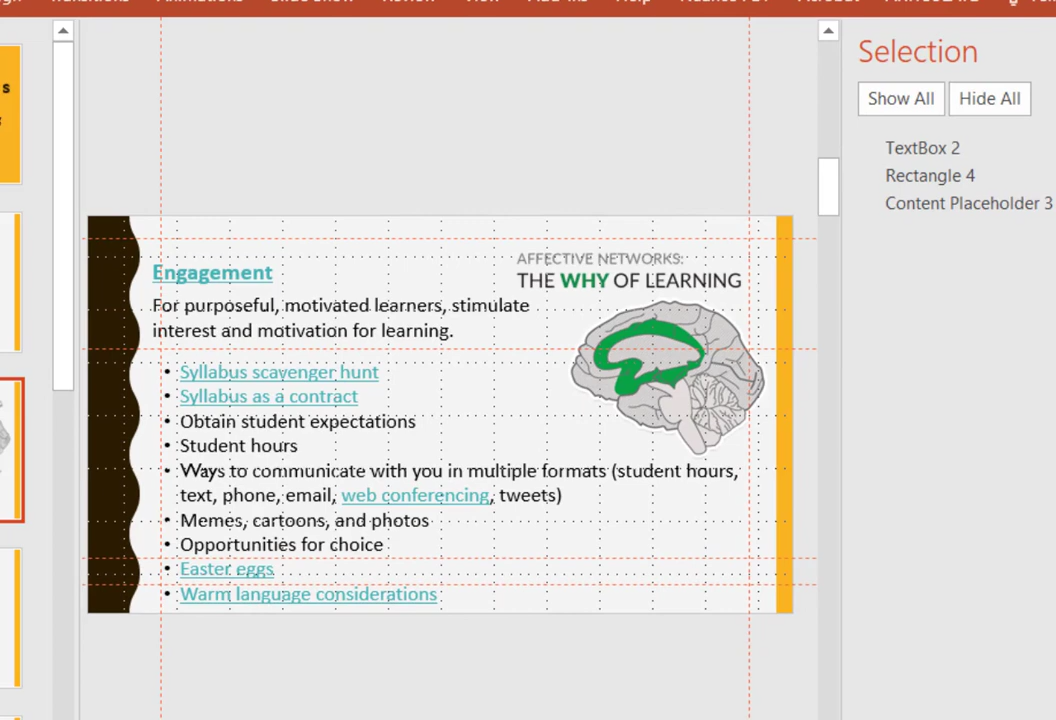 Selection
Show All Hide All
TextBox 2
Rectangle 4
Content Placeholder 3
AFFECTIVE NETWORKS:
THE WHY OF LEARNING
Engagement
For purposeful, motivated learners, stimulate
interest and motivation for learning.
• Syllabus scavenger hunt
• Syllabus as a contract
• Obtain student expectations
• Student hours
• Ways to communicate with you in multiple formats (student hours,
text, phone, email, web conferencing, tweets)
• Memes, cartoons, and photos
• Opportunities for choice
• Easter eggs
• Warm language considerations